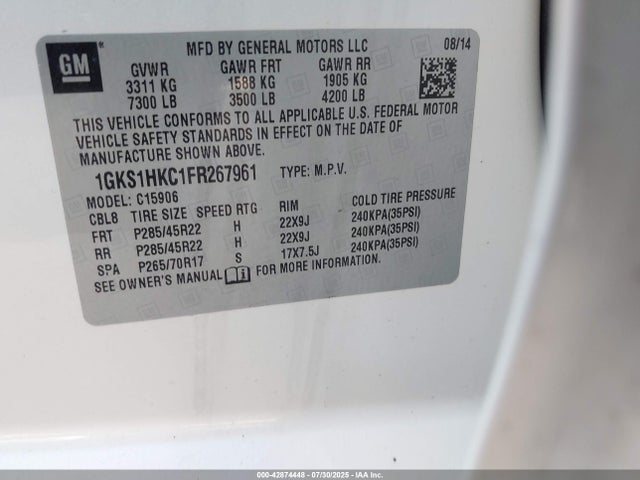 GM
MFD BY GENERAL MOTORS LLC 08/14
GVWR GAWR FRT GAWR RR
3311 KG 1588 KG 1905 KG
7300 LB 3500 LB 4200 LB
THIS VEHICLE CONFORMS TO ALL APPLICABLE U.S. FEDERAL MOTOR
VEHICLE SAFETY STANDARDS IN EFFECT ON THE DATE OF
MANUFACTURE SHOWN ABOVE.
1GKS1HKC1FR267961 TYPE: M.P.V.
MODEL: C15906
CBL8 TIRE SIZE SPEED RTG RIM COLD TIRE PRESSURE
FRT P285/45R22 H 22X9J 240KPA(35PSI)
RR P285/45R22 H 22X9J 240KPA(35PSI)
SPA P265/70R17 S 17X7.5J 240KPA(35PSI)
SEE OWNER'S MANUAL FOR MORE INFORMATION.
000-42874448 - 07/30/2025 - IAA Inc.